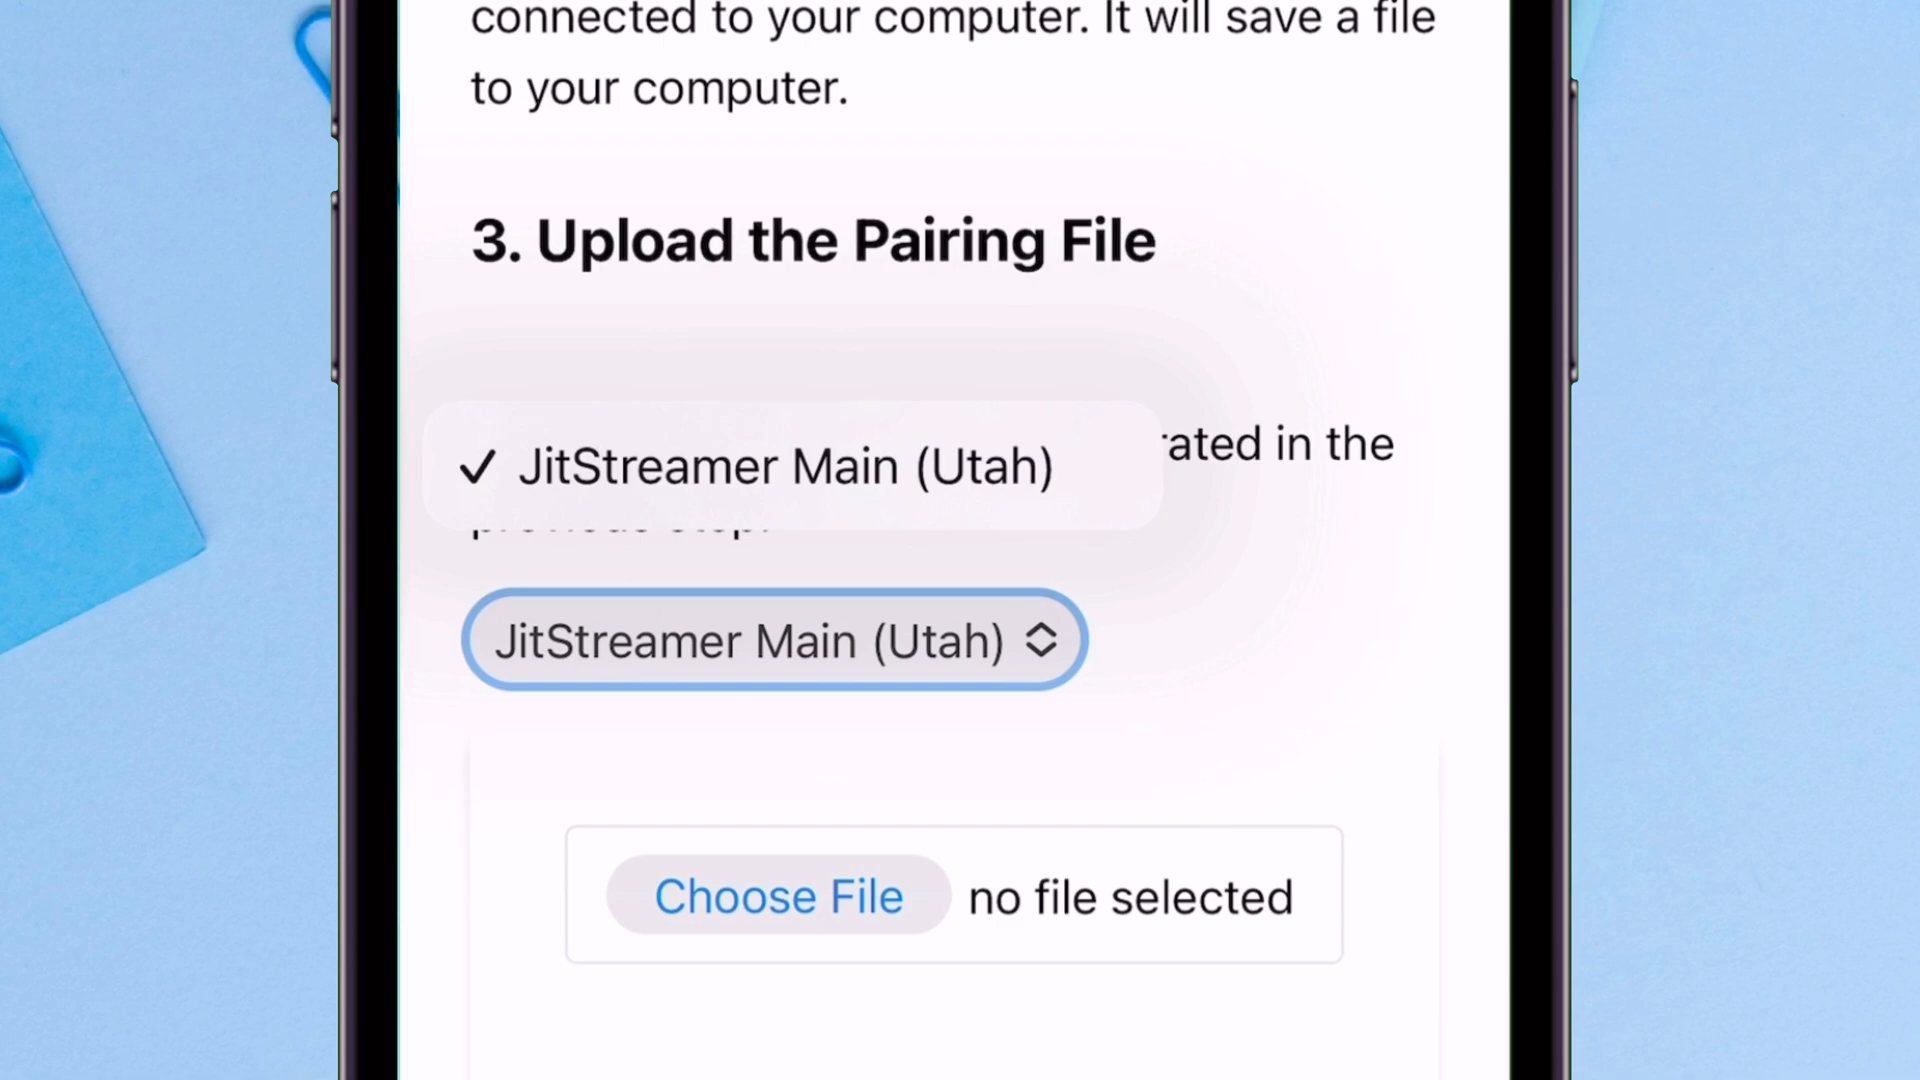 connected to your computer. It will save a file
to your computer.
3. Upload the Pairing File
✓ JitStreamer Main (Utah)
in the
JitStreamer Main (Utah)
Choose File no file selected